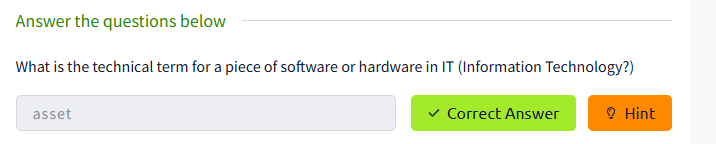 Answer the questions below
What is the technical term for a piece of software or hardware in IT (Information Technology?)
asset
Correct Answer
Hint